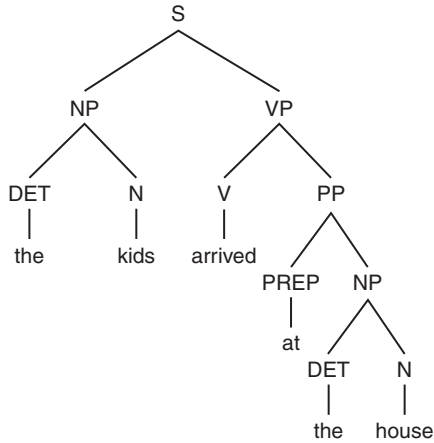 S
NP VP
DET N V PP
the kids arrived PREP NP
at
DET N
the house